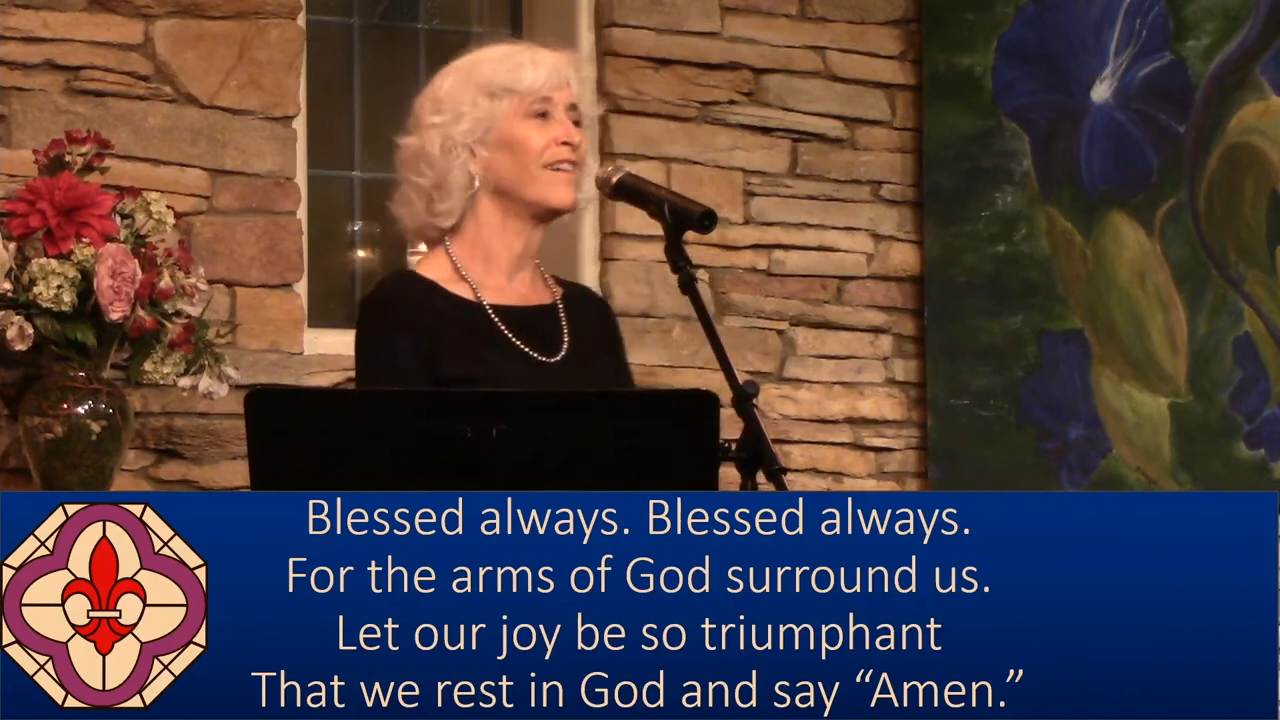 Blessed always. Blessed always.
For the arms of God surround us.
Let our joy be so triumphant
That we rest in God and say “Amen.”